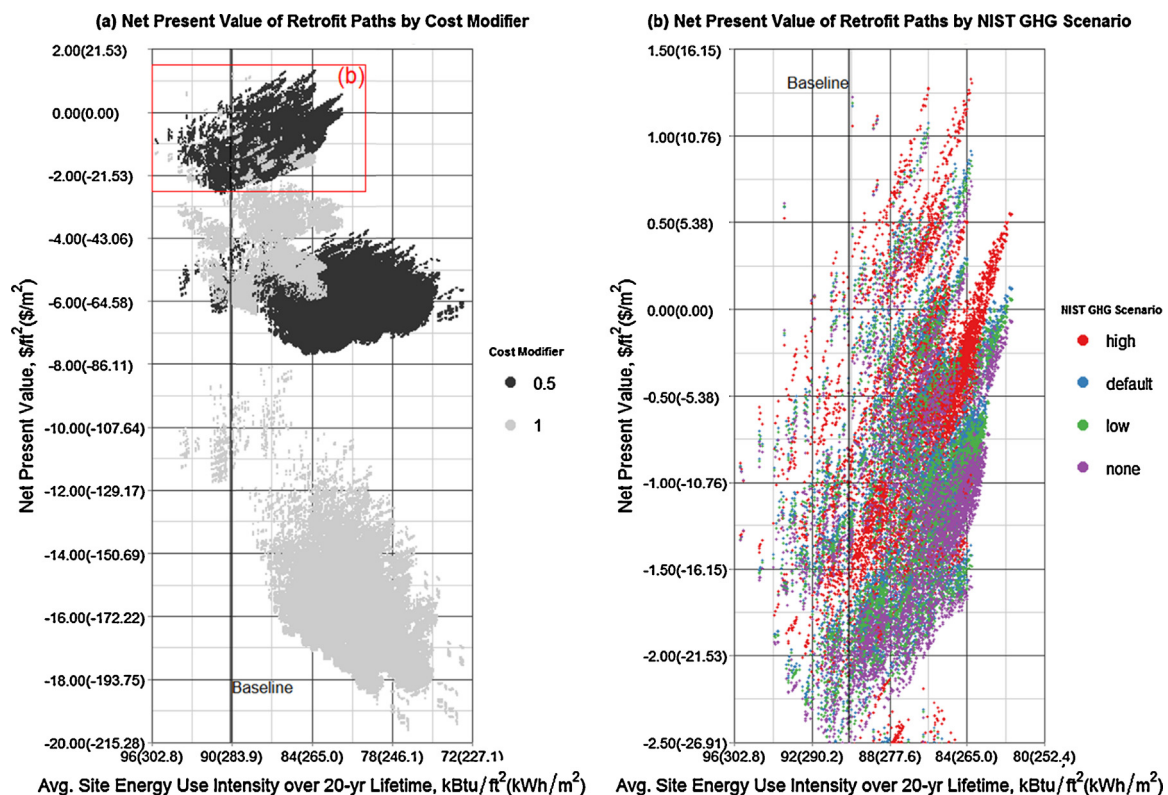 (a) Net Present Value of Retrofit Paths by Cost Modifier
Net Present Value, $/ft²($/m²)
2.00(21.53)
0.00(0.00)
-2.00(-21.53)
-4.00(-43.06)
-6.00(-64.58)
-8.00(-86.11)
-10.00(-107.64)
-12.00(-129.17)
-14.00(-150.69)
-16.00(-172.22)
-18.00(-193.75)
-20.00(-215.28)
(b)
Baseline
96(302.8) 90(283.9) 84(265.0) 78(246.1) 72(227.1)
Avg. Site Energy Use Intensity over 20-yr Lifetime, kBtu/ft²(kWh/m²)
Cost Modifier
0.5
1
(b) Net Present Value of Retrofit Paths by NIST GHG Scenario
Net Present Value, $/ft²($/m²)
1.50(16.15)
1.00(10.76)
0.50(5.38)
0.00(0.00)
-0.50(-5.38)
-1.00(-10.76)
-1.50(-16.15)
-2.00(-21.53)
-2.50(-26.91)
Baseline
96(302.8) 92(290.2) 88(277.6) 84(265.0) 80(252.4)
Avg. Site Energy Use Intensity over 20-yr Lifetime, kBtu/ft²(kWh/m²)
NIST GHG Scenario
high
default
low
none